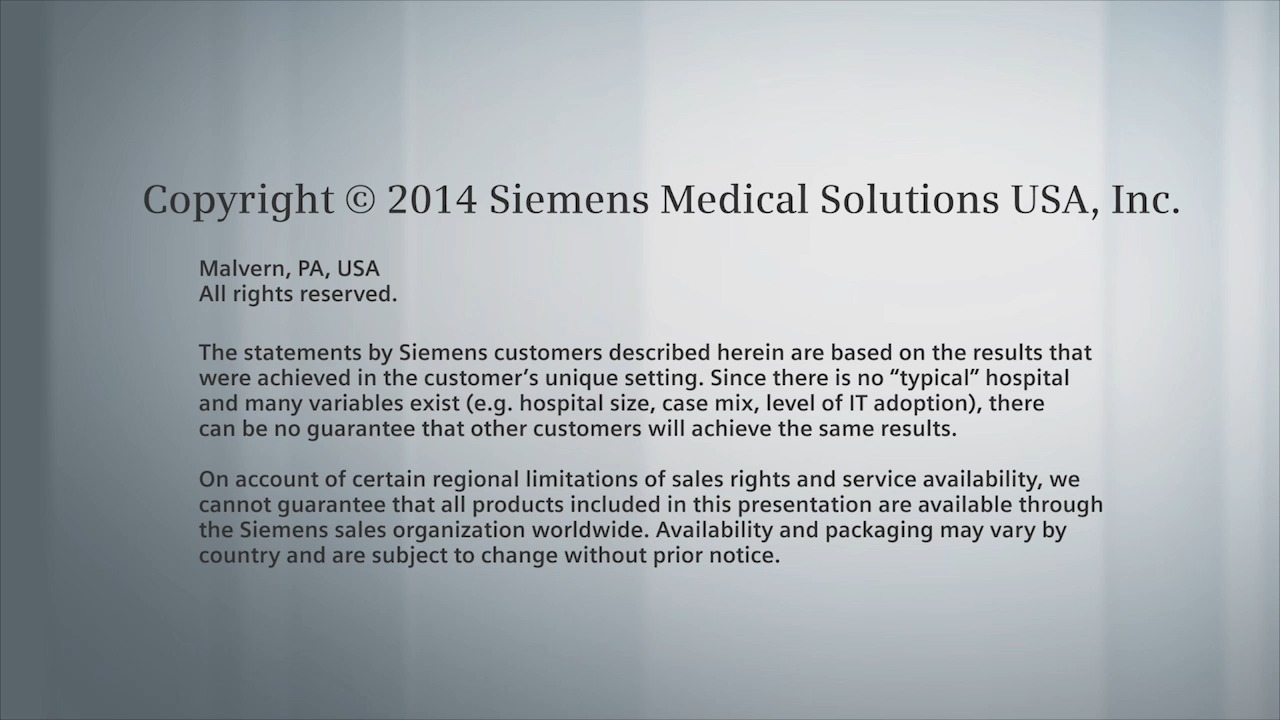 Copyright © 2014 Siemens Medical Solutions USA, Inc.
Malvern, PA, USA
All rights reserved.
The statements by Siemens customers described herein are based on the results that
were achieved in the customer’s unique setting. Since there is no “typical” hospital
and many variables exist (e.g. hospital size, case mix, level of IT adoption), there
can be no guarantee that other customers will achieve the same results.
On account of certain regional limitations of sales rights and service availability, we
cannot guarantee that all products included in this presentation are available through
the Siemens sales organization worldwide. Availability and packaging may vary by
country and are subject to change without prior notice.